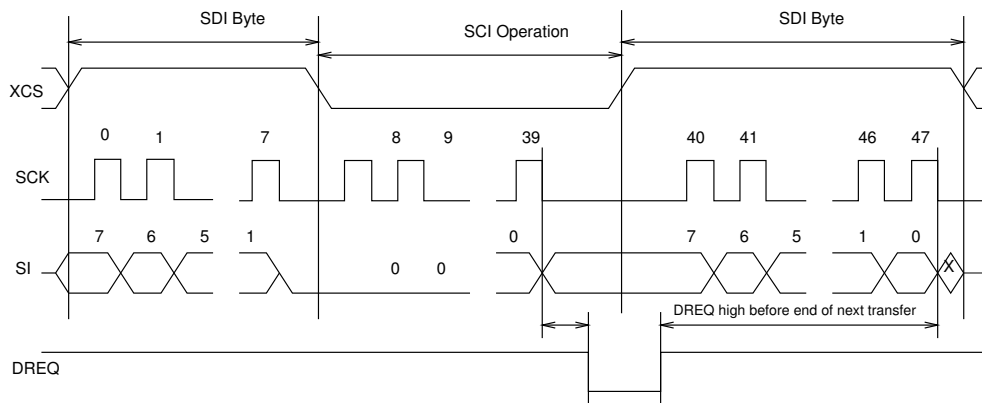 SDI Byte SCI Operation SDI Byte
XCS
0 1 7 8 9 39 40 41 46 47
SCK
7 6 5 1 0 7 6 5 1 0
SI
0 0 X
DREQ high before end of next transfer
DREQ